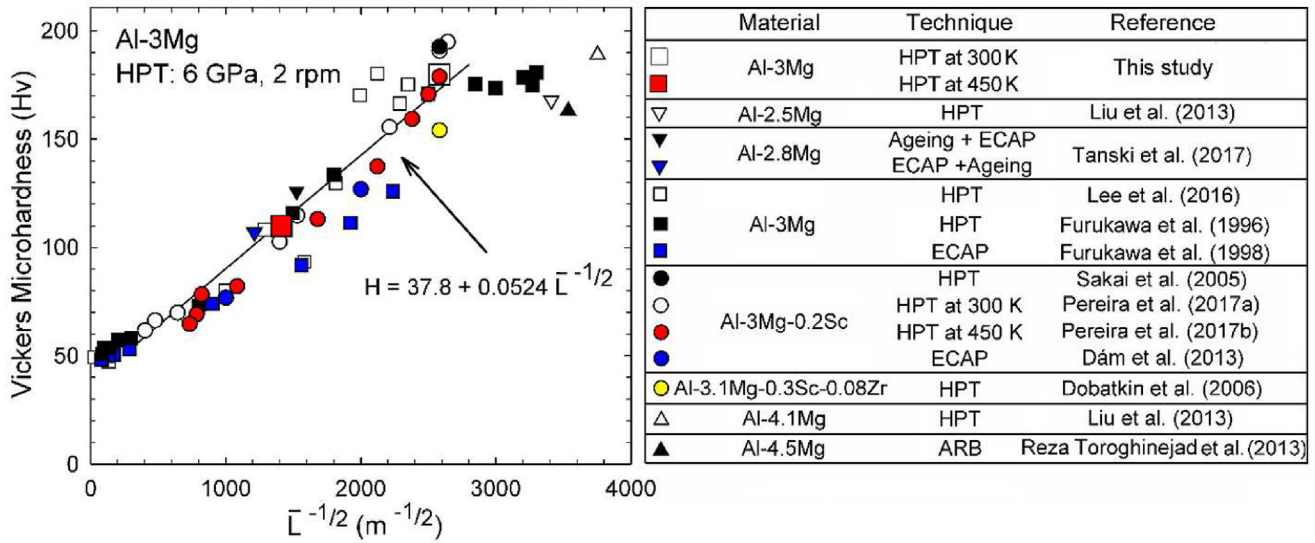 Al-3Mg
HPT: 6 GPa, 2 rpm
Vickers Microhardness (Hv)
200
150
100
50
0
0 1000 2000 3000 4000
L̄ -1/2 (m -1/2)
H = 37.8 + 0.0524 L̄ -1/2
Material Technique Reference
Al-3Mg HPT at 300 K This study
HPT at 450 K
Al-2.5Mg HPT Liu et al. (2013)
Al-2.8Mg Ageing + ECAP Tanski et al. (2017)
ECAP +Ageing
Al-3Mg HPT Lee et al. (2016)
HPT Furukawa et al. (1996)
ECAP Furukawa et al. (1998)
Al-3Mg-0.2Sc HPT Sakai et al. (2005)
HPT at 300 K Pereira et al. (2017a)
HPT at 450 K Pereira et al. (2017b)
ECAP Dám et al. (2013)
Al-3.1Mg-0.3Sc-0.08Zr HPT Dobatkin et al. (2006)
Al-4.1Mg HPT Liu et al. (2013)
Al-4.5Mg ARB Reza Toroghinejad et al. (2013)